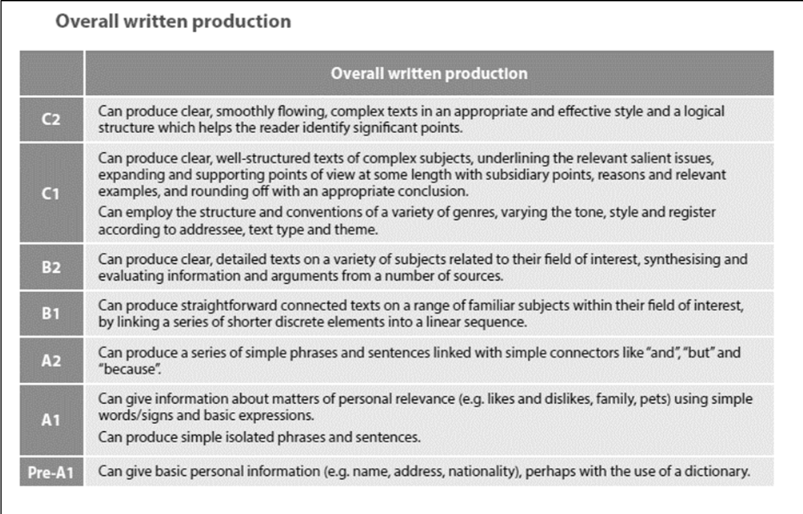 Overall written production
Overall written production
C2
Can produce clear, smoothly flowing, complex texts in an appropriate and effective style and a logical
structure which helps the reader identify significant points.
C1
Can produce clear, well-structured texts of complex subjects, underlining the relevant salient issues,
expanding and supporting points of view at some length with subsidiary points, reasons and relevant
examples, and rounding off with an appropriate conclusion.
Can employ the structure and conventions of a variety of genres, varying the tone, style and register
according to addressee, text type and theme.
B2
Can produce clear, detailed texts on a variety of subjects related to their field of interest, synthesising and
evaluating information and arguments from a number of sources.
B1
Can produce straightforward connected texts on a range of familiar subjects within their field of interest,
by linking a series of shorter discrete elements into a linear sequence.
A2
Can produce a series of simple phrases and sentences linked with simple connectors like “and”, “but” and
“because”.
A1
Can give information about matters of personal relevance (e.g. likes and dislikes, family, pets) using simple
words/signs and basic expressions.
Can produce simple isolated phrases and sentences.
Pre-A1
Can give basic personal information (e.g. name, address, nationality), perhaps with the use of a dictionary.